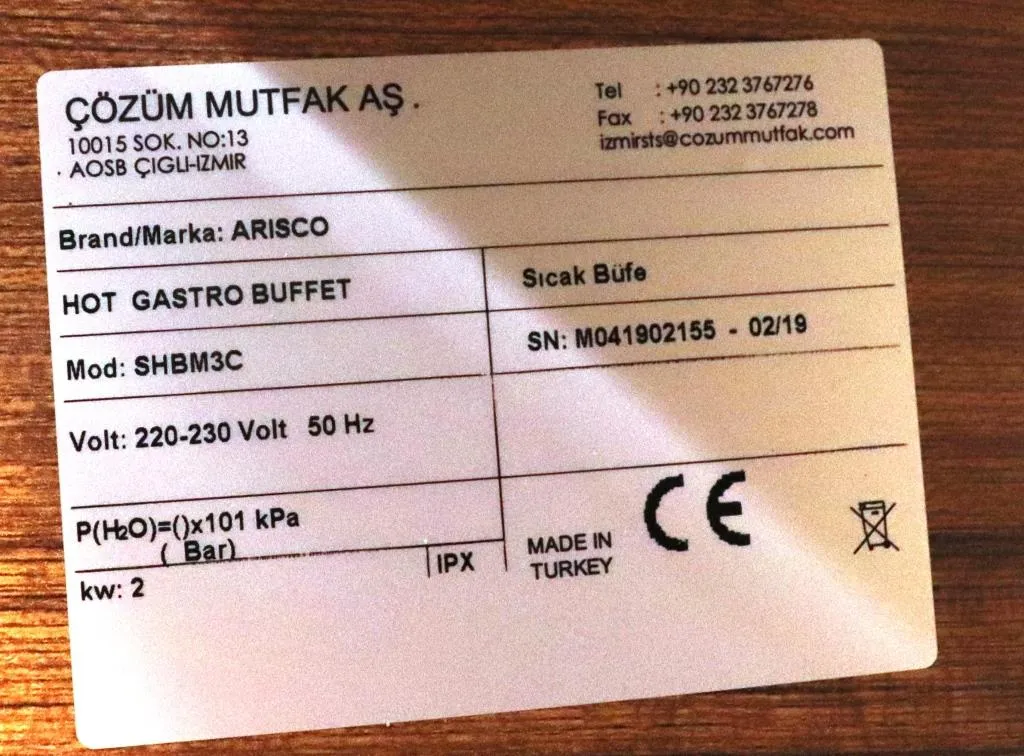 ÇÖZÜM MUTFAK AŞ.
10015 SOK. NO:13
AOSB ÇIGLI-IZMIR
Tel : +90 232 3767276
Fax : +90 232 3767278
izmirsts@cozummutfak.com
Brand/Marka: ARISCO
HOT GASTRO BUFFET
Sıcak Büfe
Mod: SHBM3C
SN: M041902155 - 02/19
Volt: 220-230 Volt 50 Hz
P(H₂O)=()x101 kPa
( Bar)
IPX
kw: 2
MADE IN
TURKEY
CE